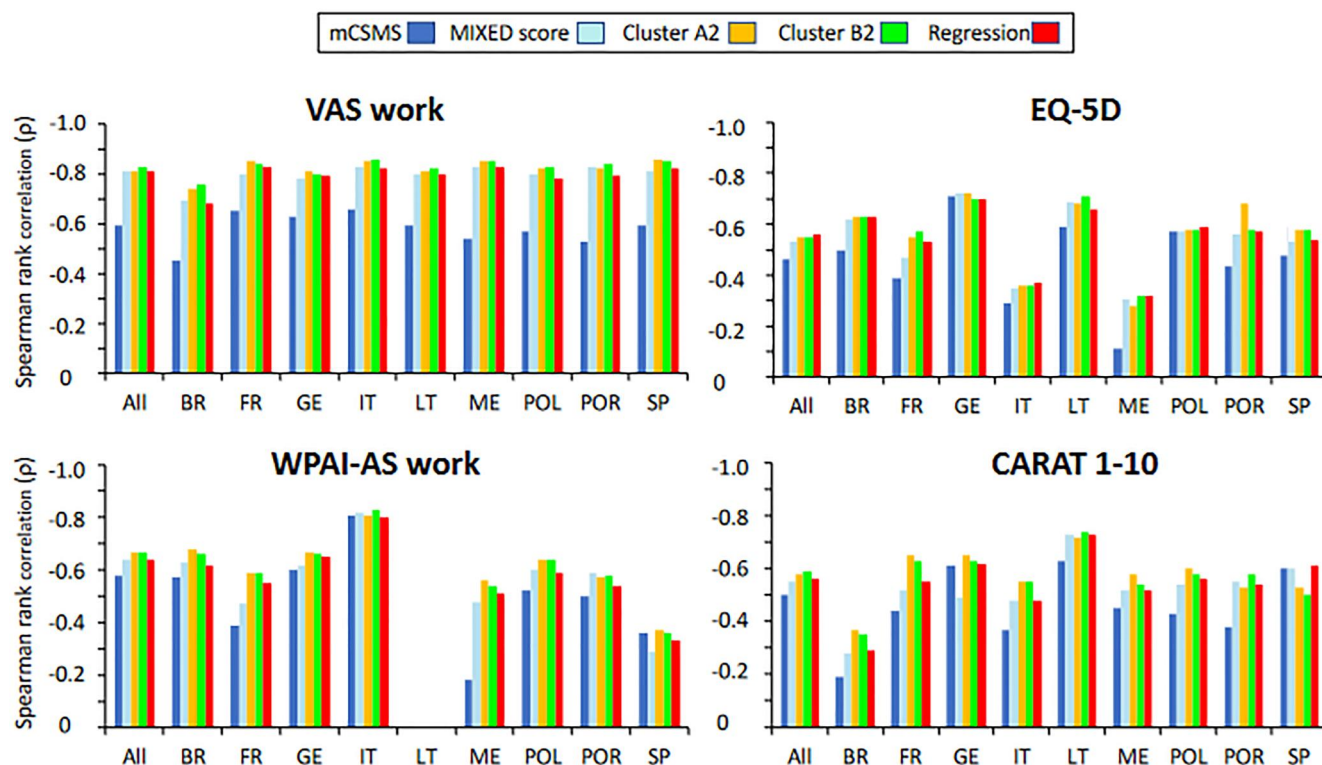 mCSMS MIXED score Cluster A2 Cluster B2 Regression
VAS work
Spearman rank correlation (ρ)
-1.0
-0.8
-0.6
-0.4
-0.2
0
All BR FR GE IT LT ME POL POR SP
EQ-5D
-1.0
-0.8
-0.6
-0.4
-0.2
0
All BR FR GE IT LT ME POL POR SP
WPAI-AS work
Spearman rank correlation (ρ)
-1.0
-0.8
-0.6
-0.4
-0.2
0
All BR FR GE IT LT ME POL POR SP
CARAT 1-10
-1.0
-0.8
-0.6
-0.4
-0.2
0
All BR FR GE IT LT ME POL POR SP